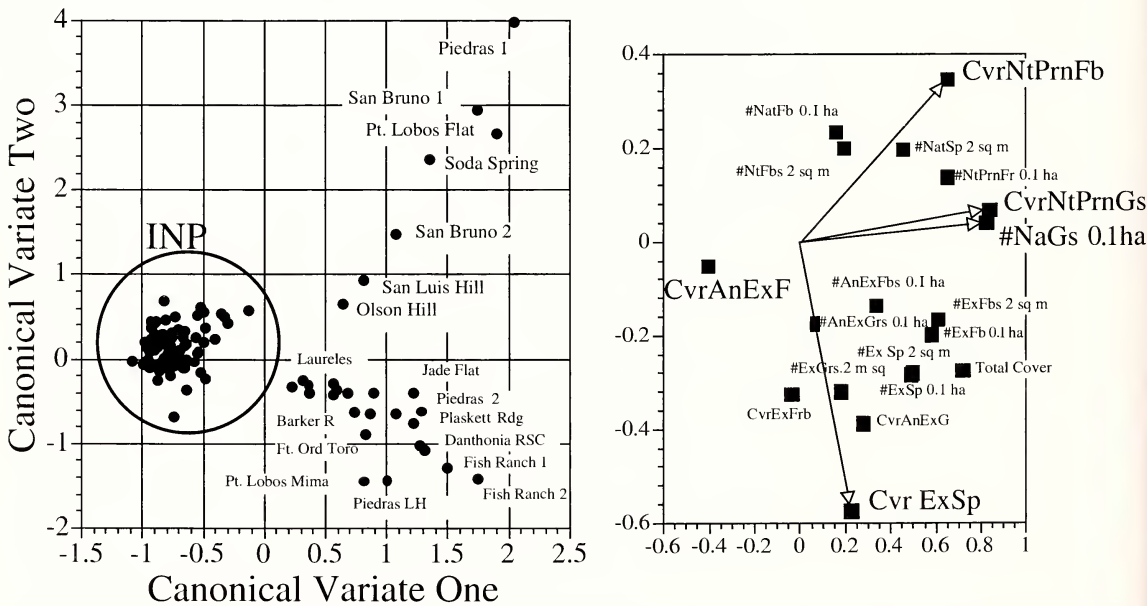 4
3
2
1
0
-1
-2
-1.5
-1
-0.5
0
0.5
1
1.5
2
2.5
Canonical Variate Two
Canonical Variate One
INP
Piedras 1
San Bruno 1
Pt. Lobos Flat
Soda Spring
San Bruno 2
San Luis Hill
Olson Hill
Laureles
Jade Flat
Piedras 2
Barker R
Plaskett Rdg
Ft. Ord Toro
Danthonia RSC
Fish Ranch 1
Pt. Lobos Mima
Fish Ranch 2
Piedras LH
0.4
0.2
0
-0.2
-0.4
-0.6
-0.6
-0.4
-0.2
0
0.2
0.4
0.6
0.8
1
CvrNtPrnFb
#NatFb 0.1 ha
#NatSp 2 sq m
#NtFbs 2 sq m
#NtPrnFr 0.1 ha
CvrNtPrnGs
#NaGs 0.1ha
CvrAnExF
#AnExFbs 0.1 ha
#ExFbs 2 sq m
#AnExGrs 0.1 ha
#ExFb 0.1 ha
#Ex Sp 2 sq m
#ExGrs.2 m sq
Total Cover
#ExSp 0.1 ha
CvrExFrb
CvrAnExG
Cvr ExSp